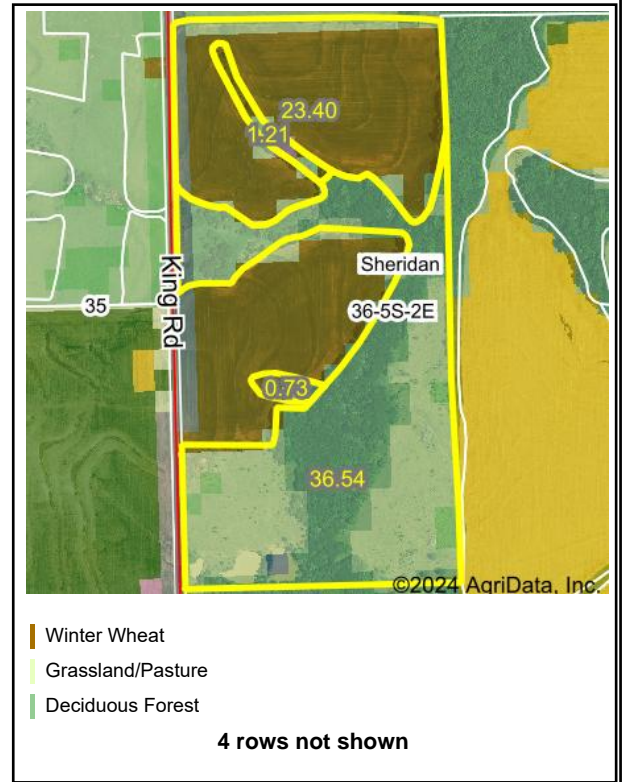 23.40
1.21
Sheridan
King Rd
35
36-5S-2E
0.73
36.54
©2024 AgriData, Inc.
Winter Wheat
Grassland/Pasture
Deciduous Forest
4 rows not shown